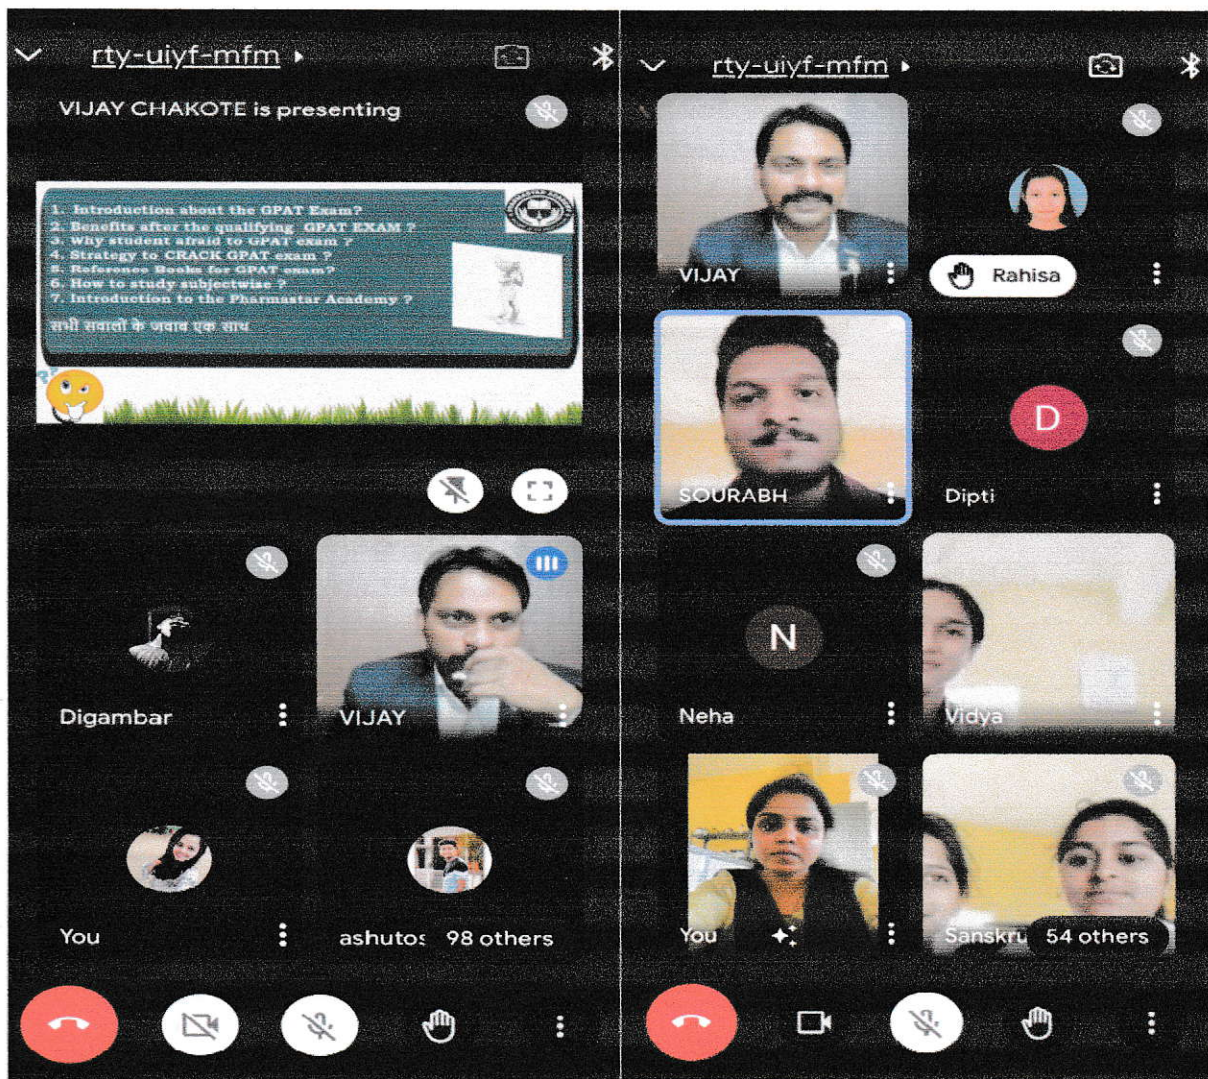 rty-uiyf-mfm
VIJAY CHAKOTE is presenting
1. Introduction about the GPAT Exam?
2. Benefits after the qualifying GPAT EXAM ?
3. Why student afraid to GPAT exam ?
4. Strategy to CRACK GPAT exam ?
5. Reference Books for GPAT exam?
6. How to study subjectwise ?
7. Introduction to the Pharmastar Academy ?
सभी सवालों के जवाब एक साथ
Digambar
VIJAY
You
ashutos 98 others
rty-uiyf-mfm
VIJAY
Rahisa
SOURABH
D
Dipti
N
Neha
Vidya
You
Sanskru 54 others